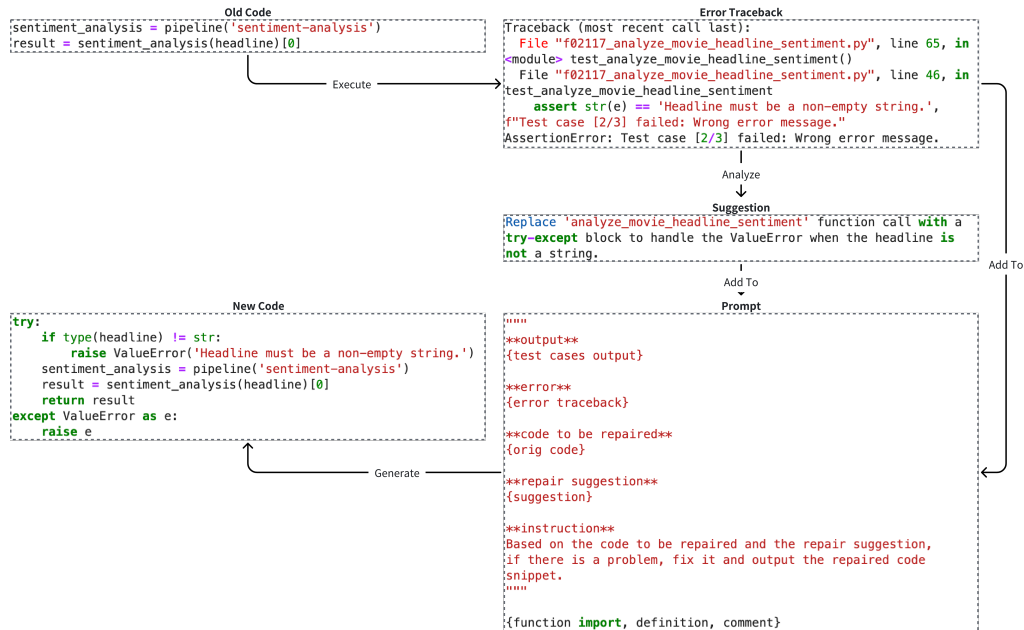 Old Code
sentiment_analysis = pipeline('sentiment-analysis')
result = sentiment_analysis(headline)[0]
Execute
Error Traceback
Traceback (most recent call last):
  File "f02117_analyze_movie_headline_sentiment.py", line 65, in
<module> test_analyze_movie_headline_sentiment()
  File "f02117_analyze_movie_headline_sentiment.py", line 46, in
test_analyze_movie_headline_sentiment
    assert str(e) == 'Headline must be a non-empty string.',
f"Test case [2/3] failed: Wrong error message."
AssertionError: Test case [2/3] failed: Wrong error message.
Analyze
Suggestion
Replace 'analyze_movie_headline_sentiment' function call with a
try-except block to handle the ValueError when the headline is
not a string.
Add To
Add To
Prompt
"""
**output**
{test cases output}
**error**
{error traceback}
**code to be repaired**
{orig code}
**repair suggestion**
{suggestion}
**instruction**
Based on the code to be repaired and the repair suggestion,
if there is a problem, fix it and output the repaired code
snippet.
"""
{function import, definition, comment}
Generate
New Code
try:
    if type(headline) != str:
        raise ValueError('Headline must be a non-empty string.')
    sentiment_analysis = pipeline('sentiment-analysis')
    result = sentiment_analysis(headline)[0]
    return result
except ValueError as e:
    raise e